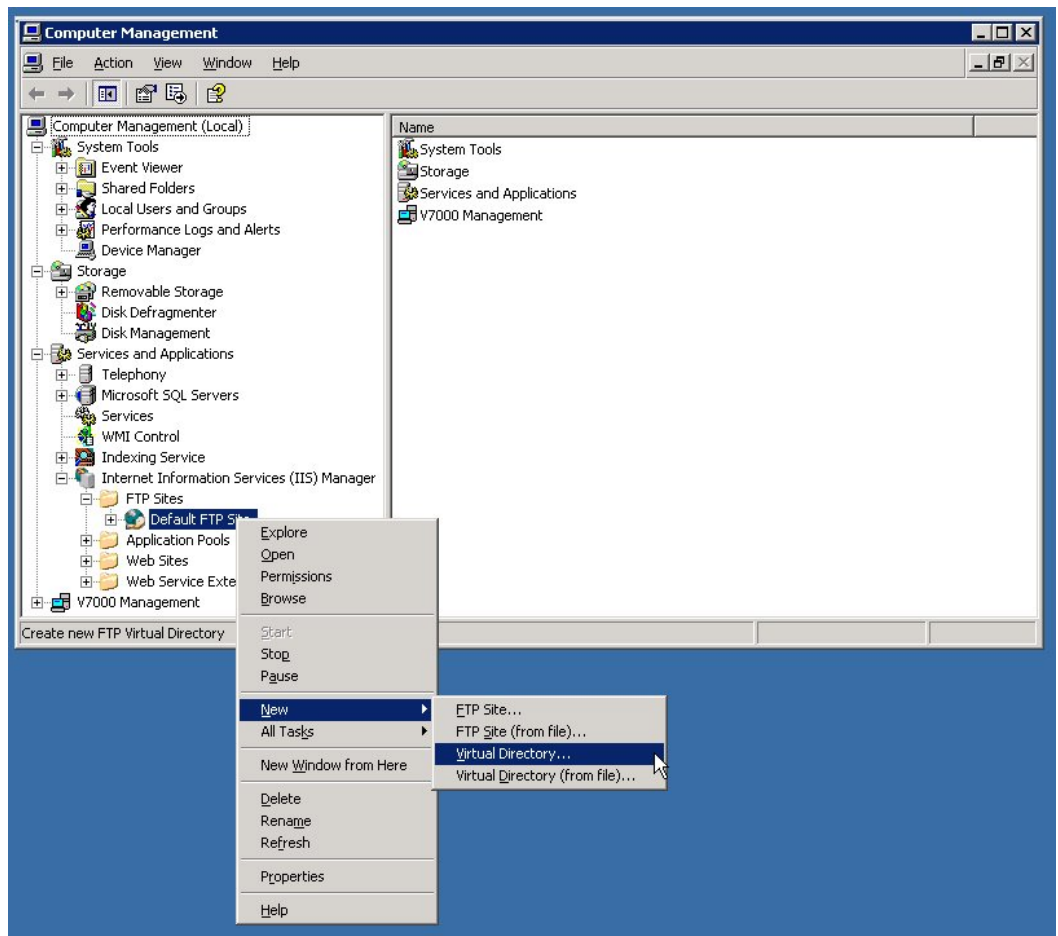 Computer Management
File Action View Window Help
Computer Management (Local)
System Tools
Event Viewer
Shared Folders
Local Users and Groups
Performance Logs and Alerts
Device Manager
Storage
Removable Storage
Disk Defragmenter
Disk Management
Services and Applications
Telephony
Microsoft SQL Servers
Services
WMI Control
Indexing Service
Internet Information Services (IIS) Manager
FTP Sites
Default FTP
Application Pools
Web Sites
Web Service Exte
V7000 Management
Name
System Tools
Storage
Services and Applications
V7000 Management
Create new FTP Virtual Directory
Explore
Open
Permissions
Browse
Start
Stop
Pause
New
All Tasks
New Window from Here
Delete
Rename
Refresh
Properties
Help
FTP Site...
FTP Site (from file)...
Virtual Directory...
Virtual Directory (from file)...